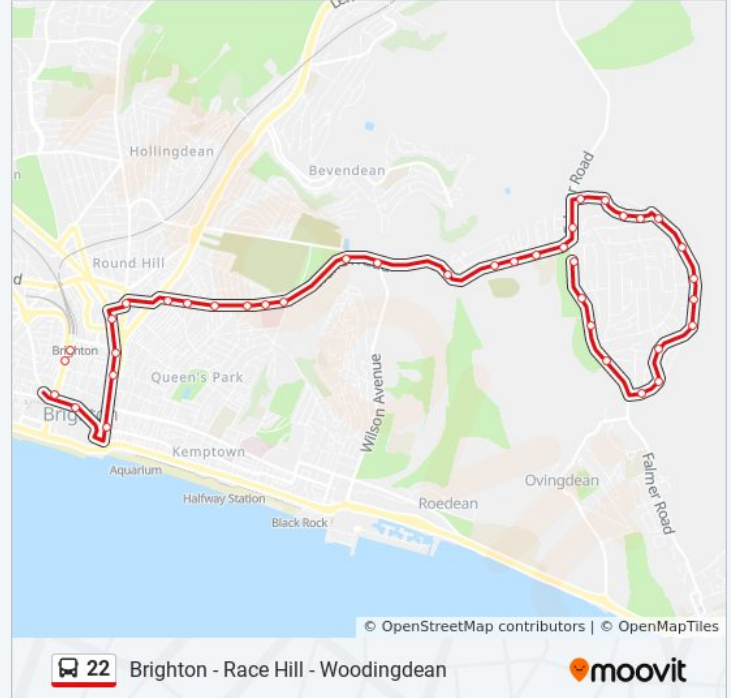 Hollingdean
Bevendean
Round Hill
Brighton
Queen's Park
Wilson Avenue
Kemptown
Aquarium
Halfway Station
Black Rock
Roedean
Ovingdean
Falmer Road
© OpenStreetMap contributors | © OpenMapTiles
22 Brighton - Race Hill - Woodingdean
moovit